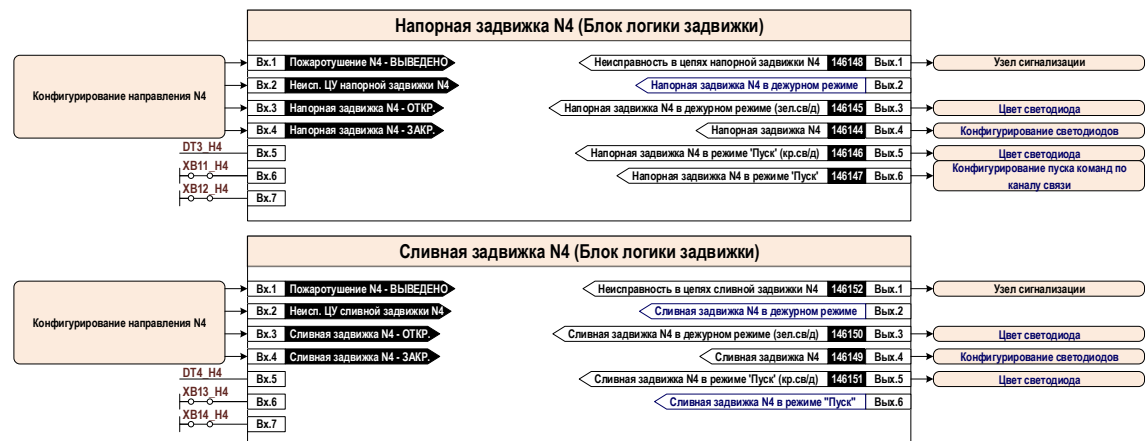 Напорная задвижка N4 (Блок логики задвижки)
Конфигурирование направления N4
Вх.1 Пожаротушение N4 - ВЫВЕДЕНО
Неисправность в цепях напорной задвижки N4 146148 Вых.1
Узел сигнализации
Вх.2 Неисп. ЦУ напорной задвижки N4
Напорная задвижка N4 в дежурном режиме Вых.2
Вх.3 Напорная задвижка N4 - ОТКР.
Напорная задвижка N4 в дежурном режиме (зел.св/д) 146145 Вых.3
Цвет светодиода
Вх.4 Напорная задвижка N4 - ЗАКР.
Напорная задвижка N4 146144 Вых.4
Конфигурирование светодиодов
DT3_Н4
Вх.5
Напорная задвижка N4 в режиме 'Пуск' (кр.св/д) 146146 Вых.5
Цвет светодиода
XB11_Н4
Вх.6
Напорная задвижка N4 в режиме 'Пуск' 146147 Вых.6
Конфигурирование пуска команд по
каналу связи
XB12_Н4
Вх.7
Сливная задвижка N4 (Блок логики задвижки)
Конфигурирование направления N4
Вх.1 Пожаротушение N4 - ВЫВЕДЕНО
Неисправность в цепях сливной задвижки N4 146152 Вых.1
Узел сигнализации
Вх.2 Неисп. ЦУ сливной задвижки N4
Сливная задвижка N4 в дежурном режиме Вых.2
Вх.3 Сливная задвижка N4 - ОТКР.
Сливная задвижка N4 в дежурном режиме (зел.св/д) 146150 Вых.3
Цвет светодиода
Вх.4 Сливная задвижка N4 - ЗАКР.
Сливная задвижка N4 146149 Вых.4
Конфигурирование светодиодов
DT4_Н4
Вх.5
Сливная задвижка N4 в режиме 'Пуск' (кр.св/д) 146151 Вых.5
Цвет светодиода
XB13_Н4
Вх.6
Сливная задвижка N4 в режиме "Пуск" Вых.6
XB14_Н4
Вх.7